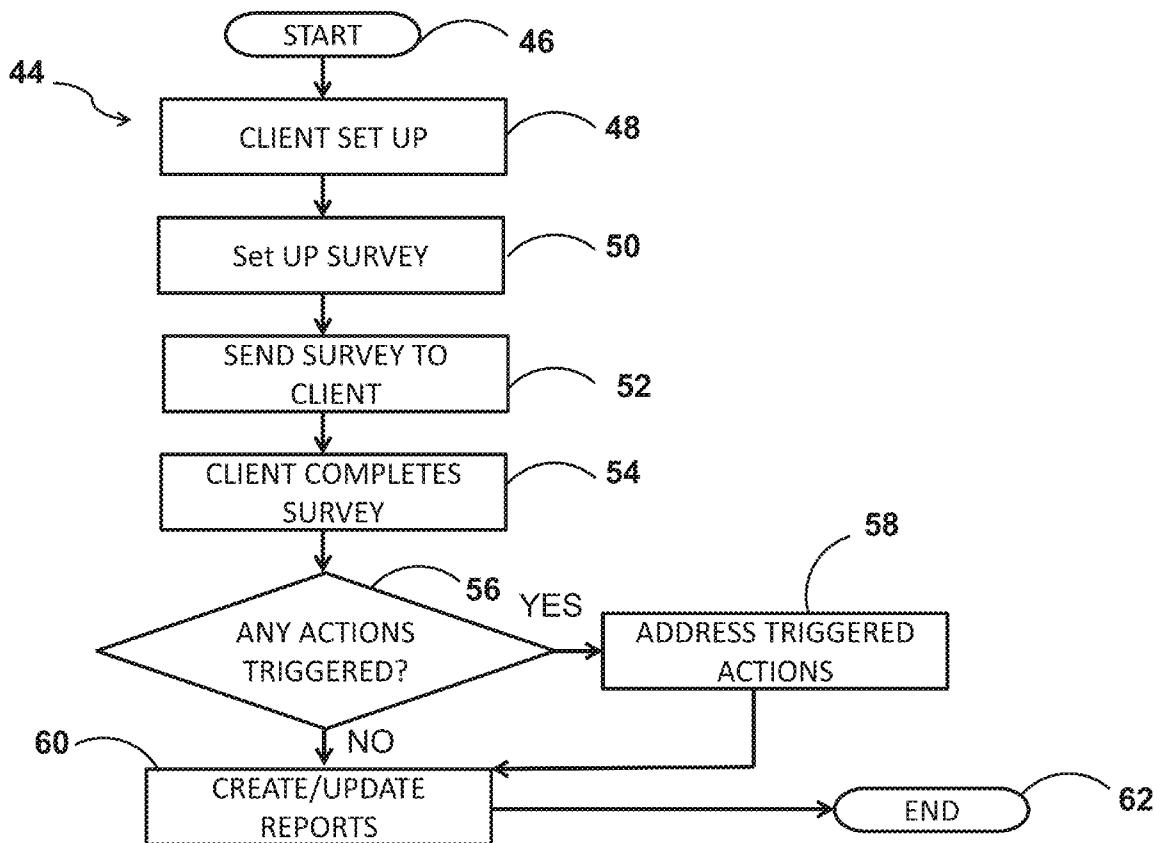 START
46
44
CLIENT SET UP
48
Set UP SURVEY
50
SEND SURVEY TO
CLIENT
52
CLIENT COMPLETES
SURVEY
54
56
ANY ACTIONS
TRIGGERED?
YES
58
ADDRESS TRIGGERED
ACTIONS
NO
60
CREATE/UPDATE
REPORTS
END
62